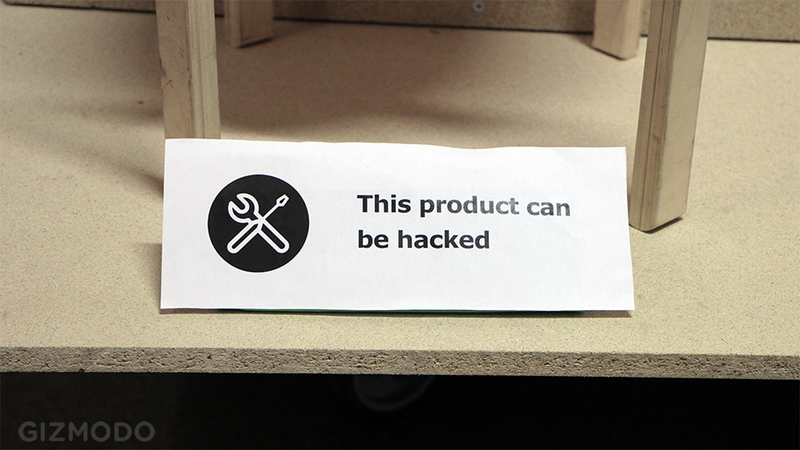 This product can
be hacked
GIZMODO